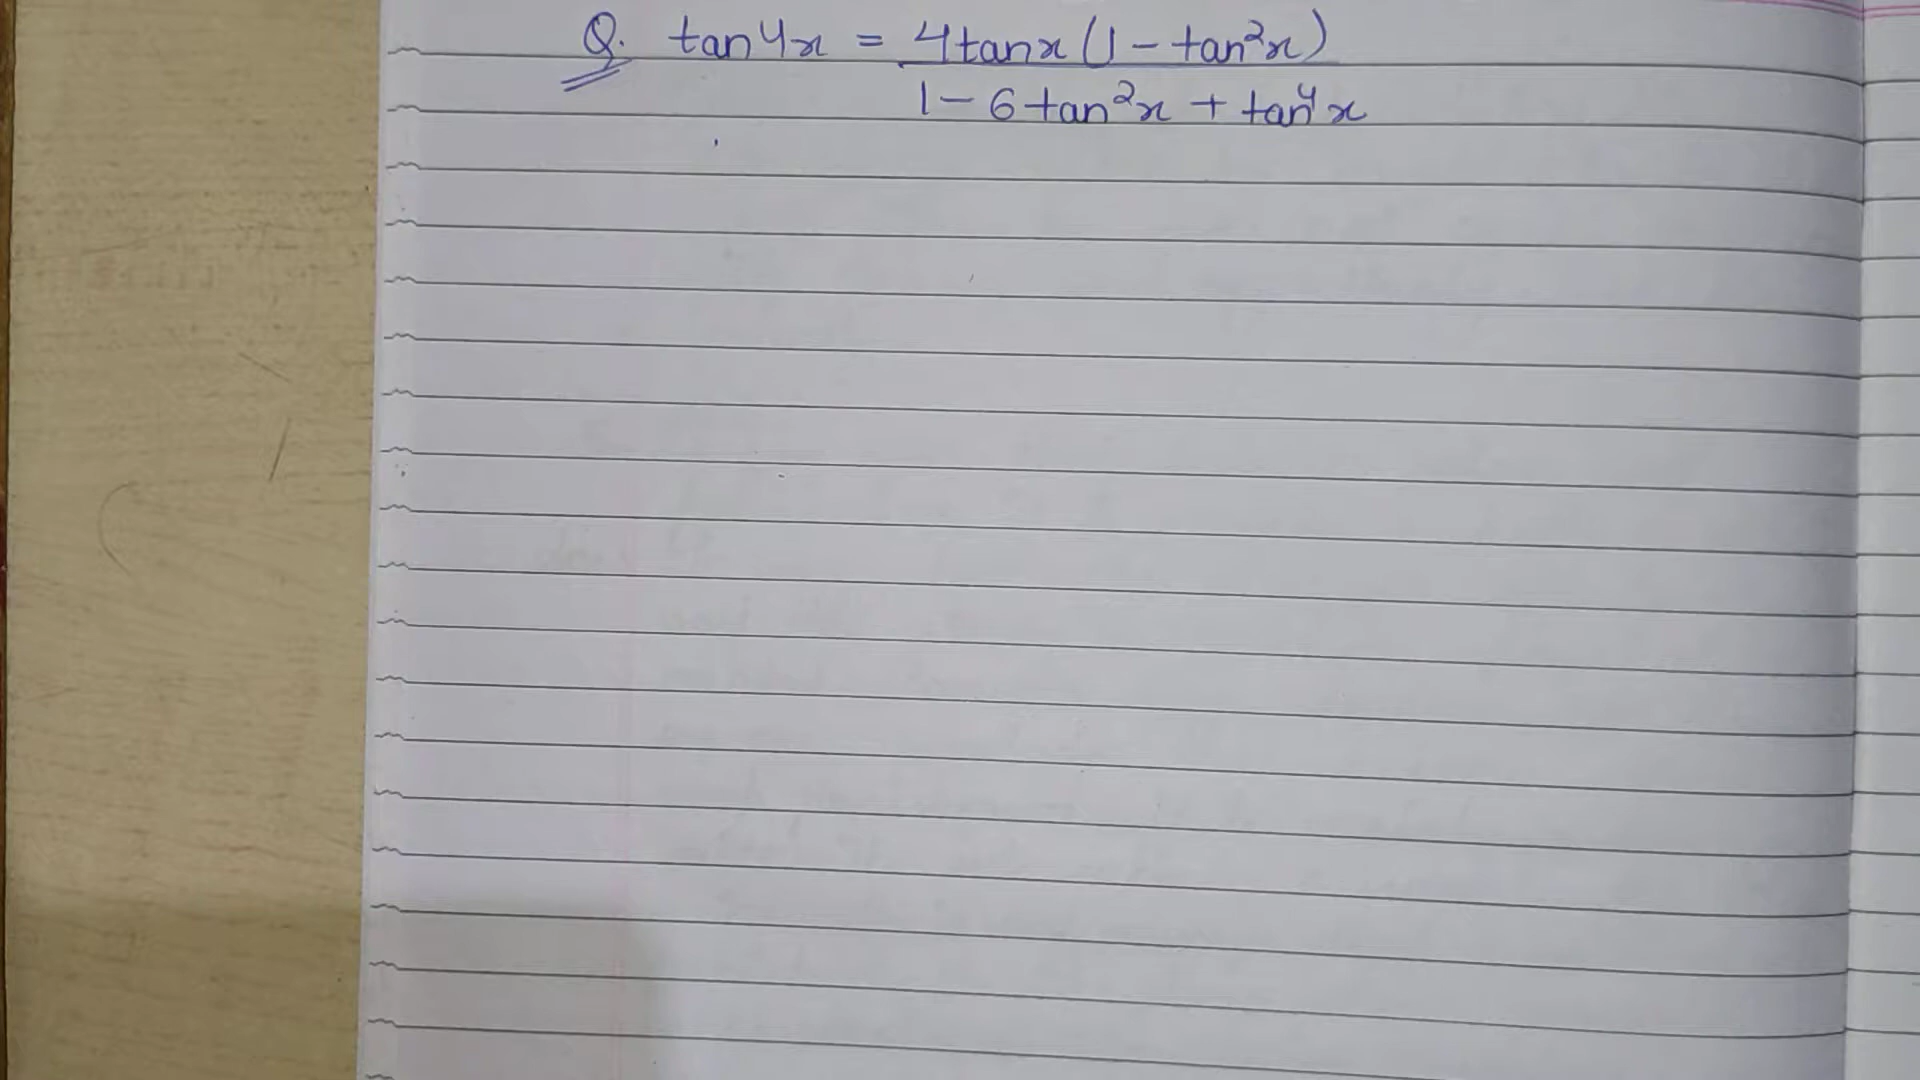 Q. tan4x = 4tanx(1 - tan²x)
1 - 6tan²x + tan⁴x